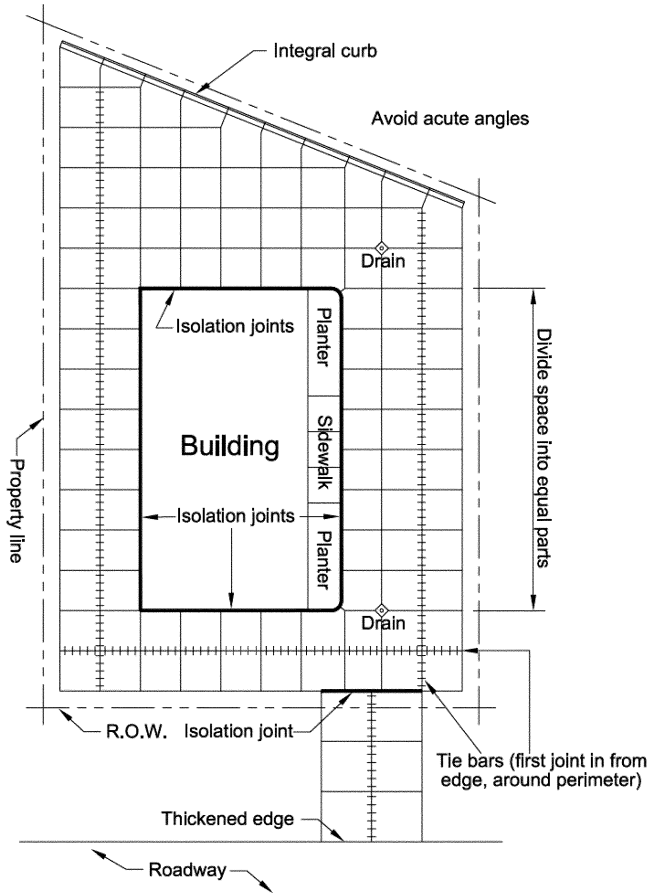 Integral curb
Avoid acute angles
Drain
Isolation joints
Planter
Sidewalk
Planter
Building
Isolation joints
Divide space into equal parts
Property line
Drain
R.O.W.
Isolation joint
Tie bars (first joint in from
edge, around perimeter)
Thickened edge
Roadway